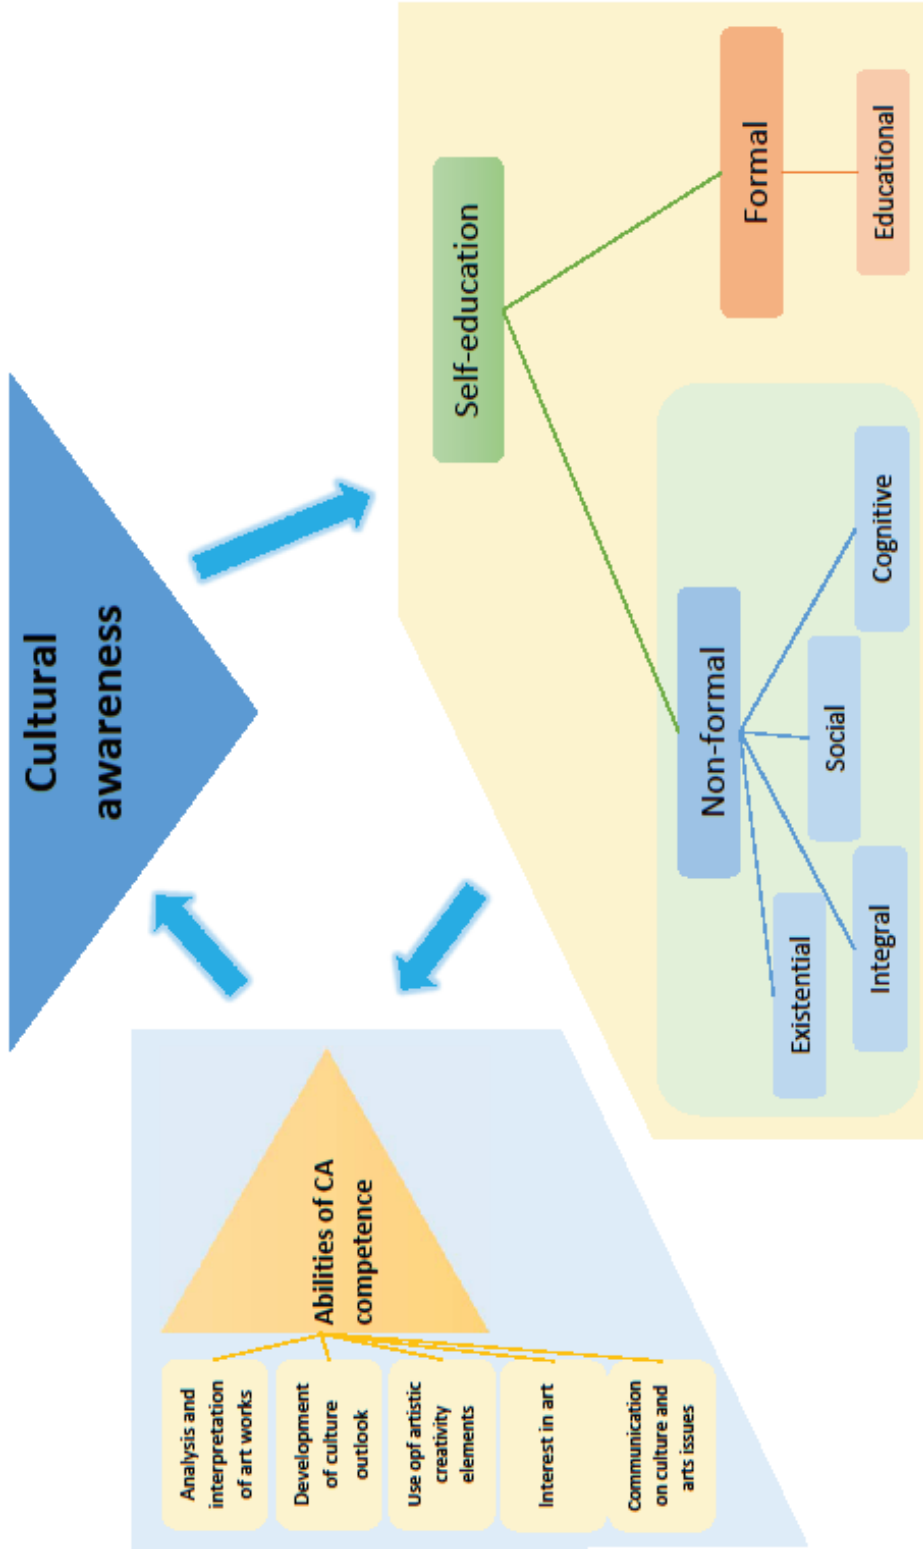 Cultural
awareness
Abilities of CA
competence
Analysis and
interpretation
of art works
Development
of culture
outlook
Use opf artistic
creativity
elements
Interest in art
Communication
on culture and
arts issues
Self-education
Non-formal
Formal
Existential
Integral
Social
Cognitive
Educational